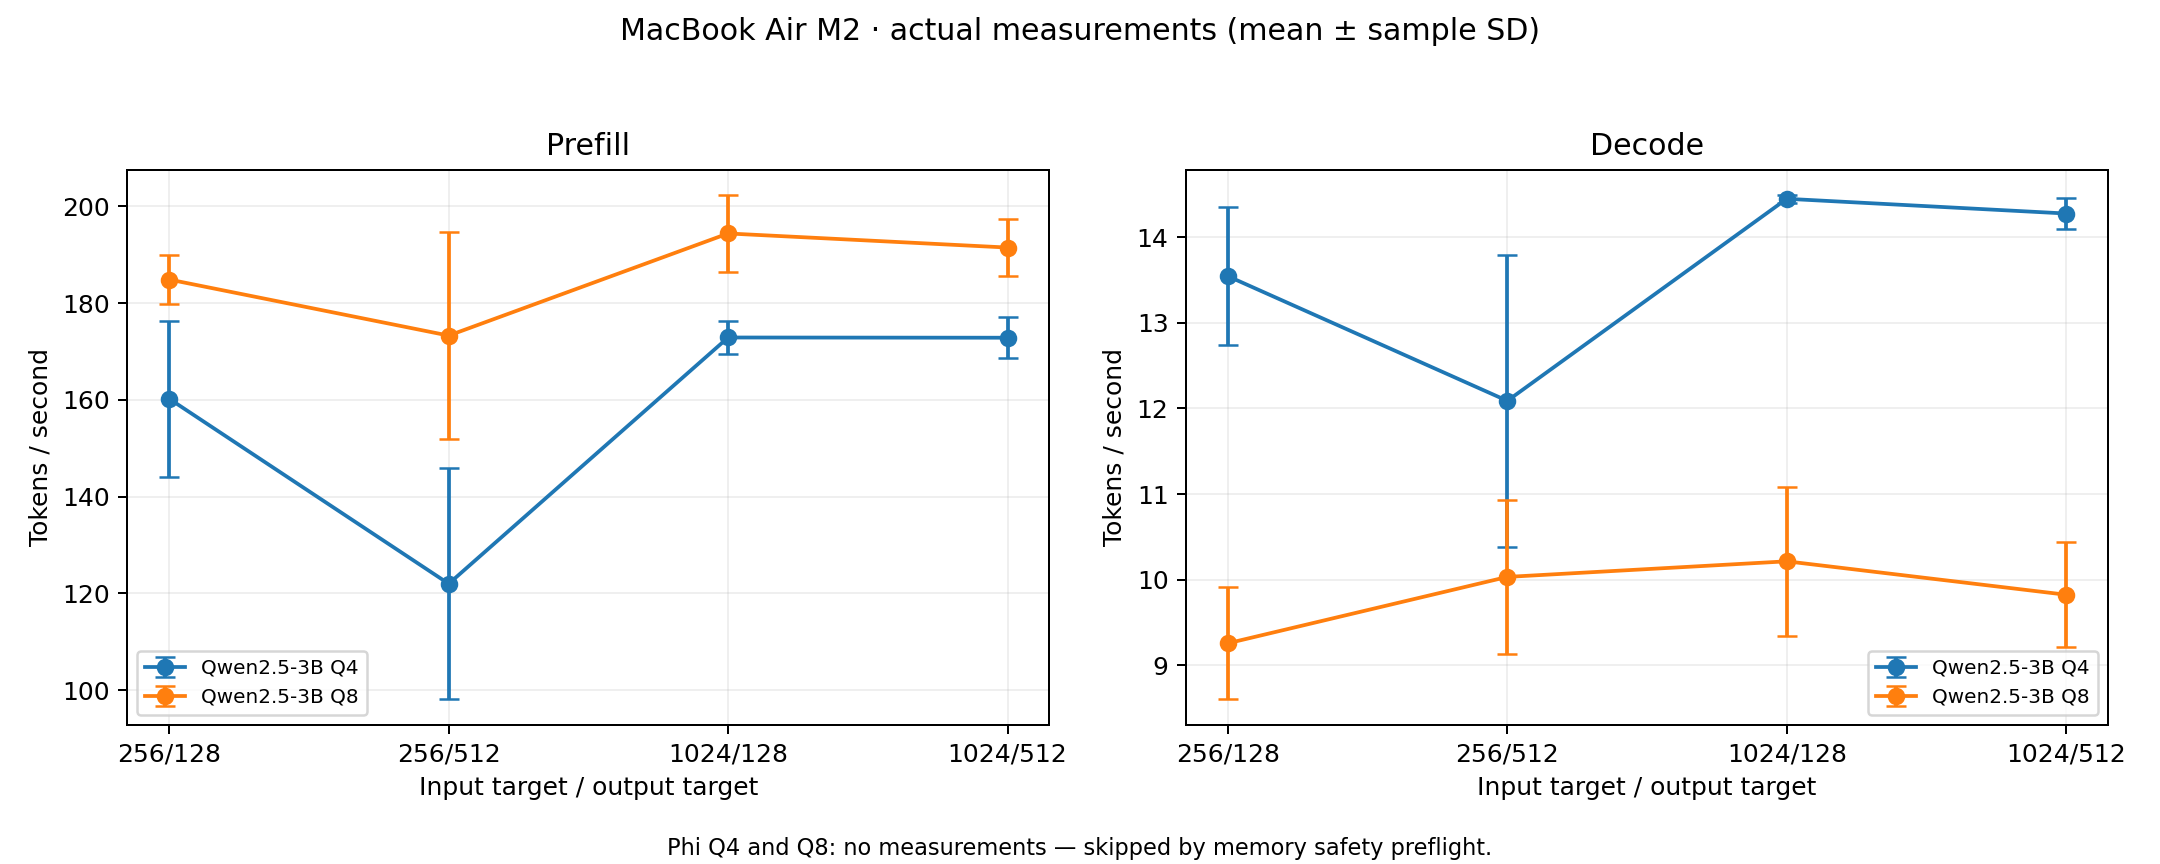 MacBook Air M2 · actual measurements (mean ± sample SD)
Prefill
Tokens / second
200
180
160
140
120
100
Qwen2.5-3B Q4
Qwen2.5-3B Q8
256/128
256/512
1024/128
1024/512
Input target / output target
Decode
Tokens / second
14
13
12
11
10
9
Qwen2.5-3B Q4
Qwen2.5-3B Q8
256/128
256/512
1024/128
1024/512
Input target / output target
Phi Q4 and Q8: no measurements — skipped by memory safety preflight.